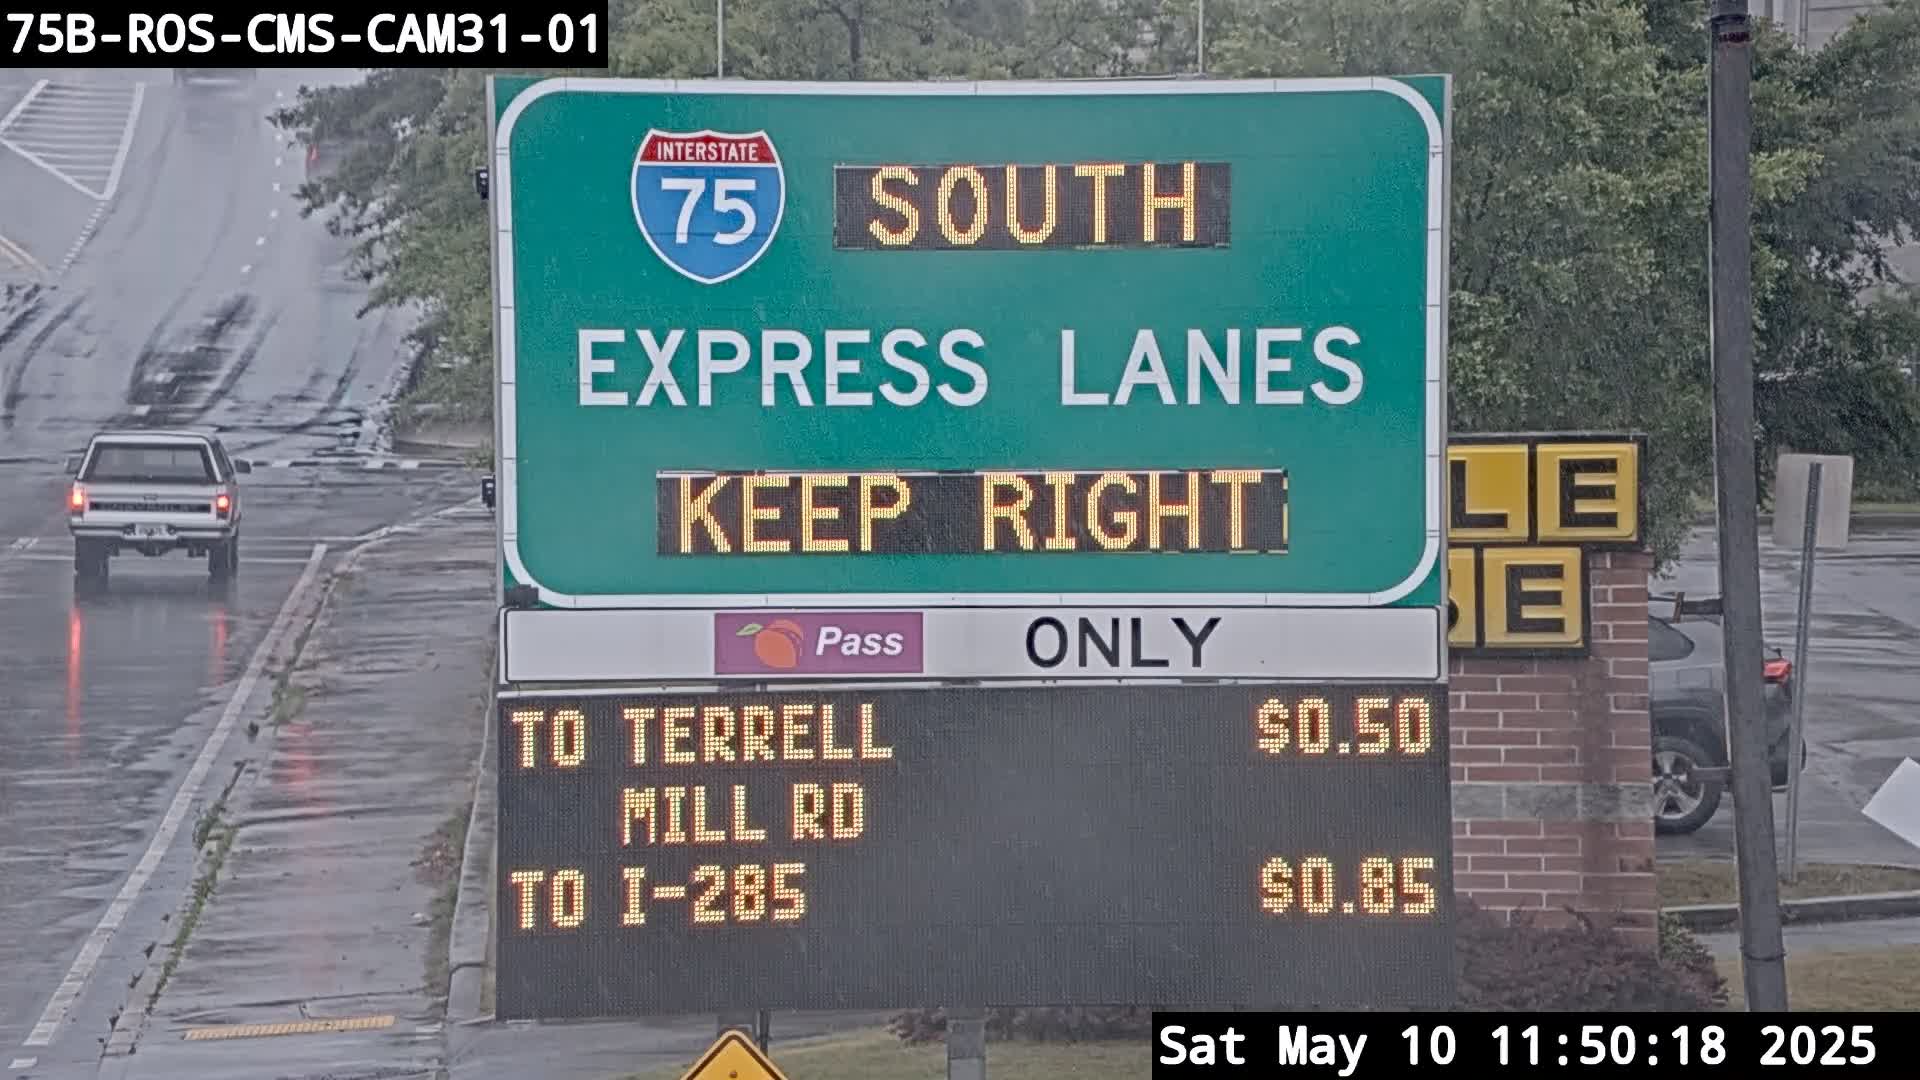 75B-ROS-CMS-CAM31-01
INTERSTATE
75
SOUTH
EXPRESS LANES
KEEP RIGHT
Pass ONLY
TO TERRELL $0.50
MILL RD
TO I-285 $0.85
LE
E
Sat May 10 11:50:18 2025